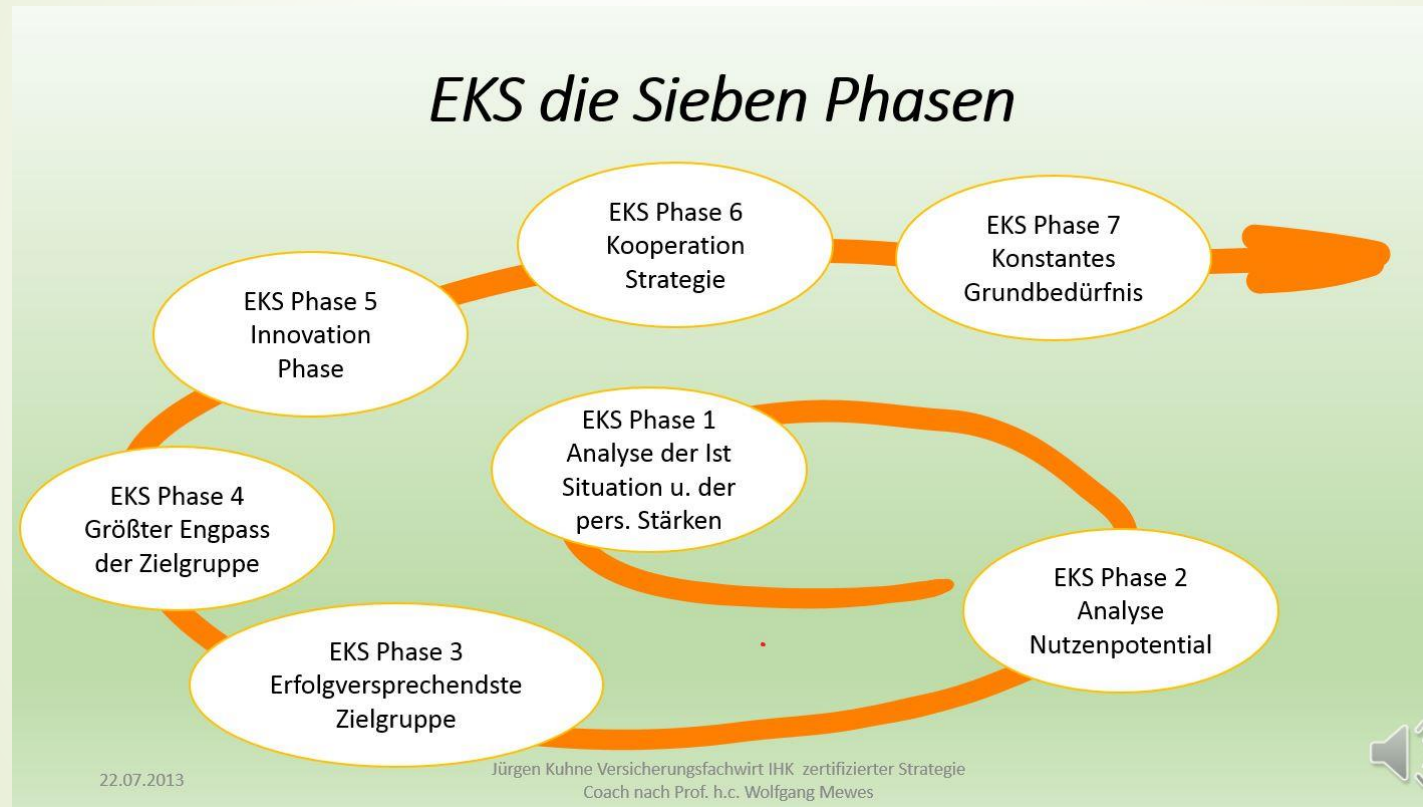 EKS die Sieben Phasen
EKS Phase 1
Analyse der Ist
Situation u. der
pers. Stärken
EKS Phase 2
Analyse
Nutzenpotential
EKS Phase 3
Erfolgversprechendste
Zielgruppe
EKS Phase 4
Größter Engpass
der Zielgruppe
EKS Phase 5
Innovation
Phase
EKS Phase 6
Kooperation
Strategie
EKS Phase 7
Konstantes
Grundbedürfnis
22.07.2013
Jürgen Kuhne Versicherungsfachwirt IHK zertifizierter Strategie
Coach nach Prof. h.c. Wolfgang Mewes